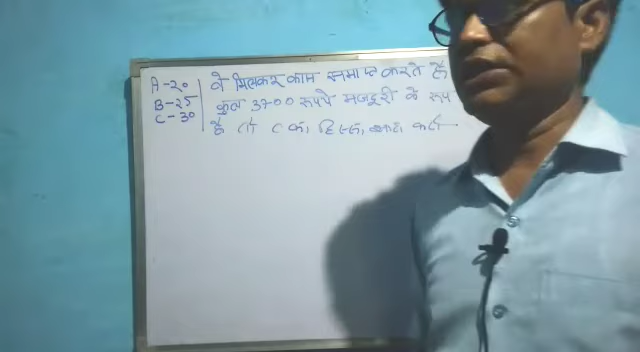 A-20
B-25
C-30
वे मिलकर काम समाप्त करते हैं
कुल 3700 रूपये मजदूरी के रूप
है तो C का हिस्सा ज्ञात करो